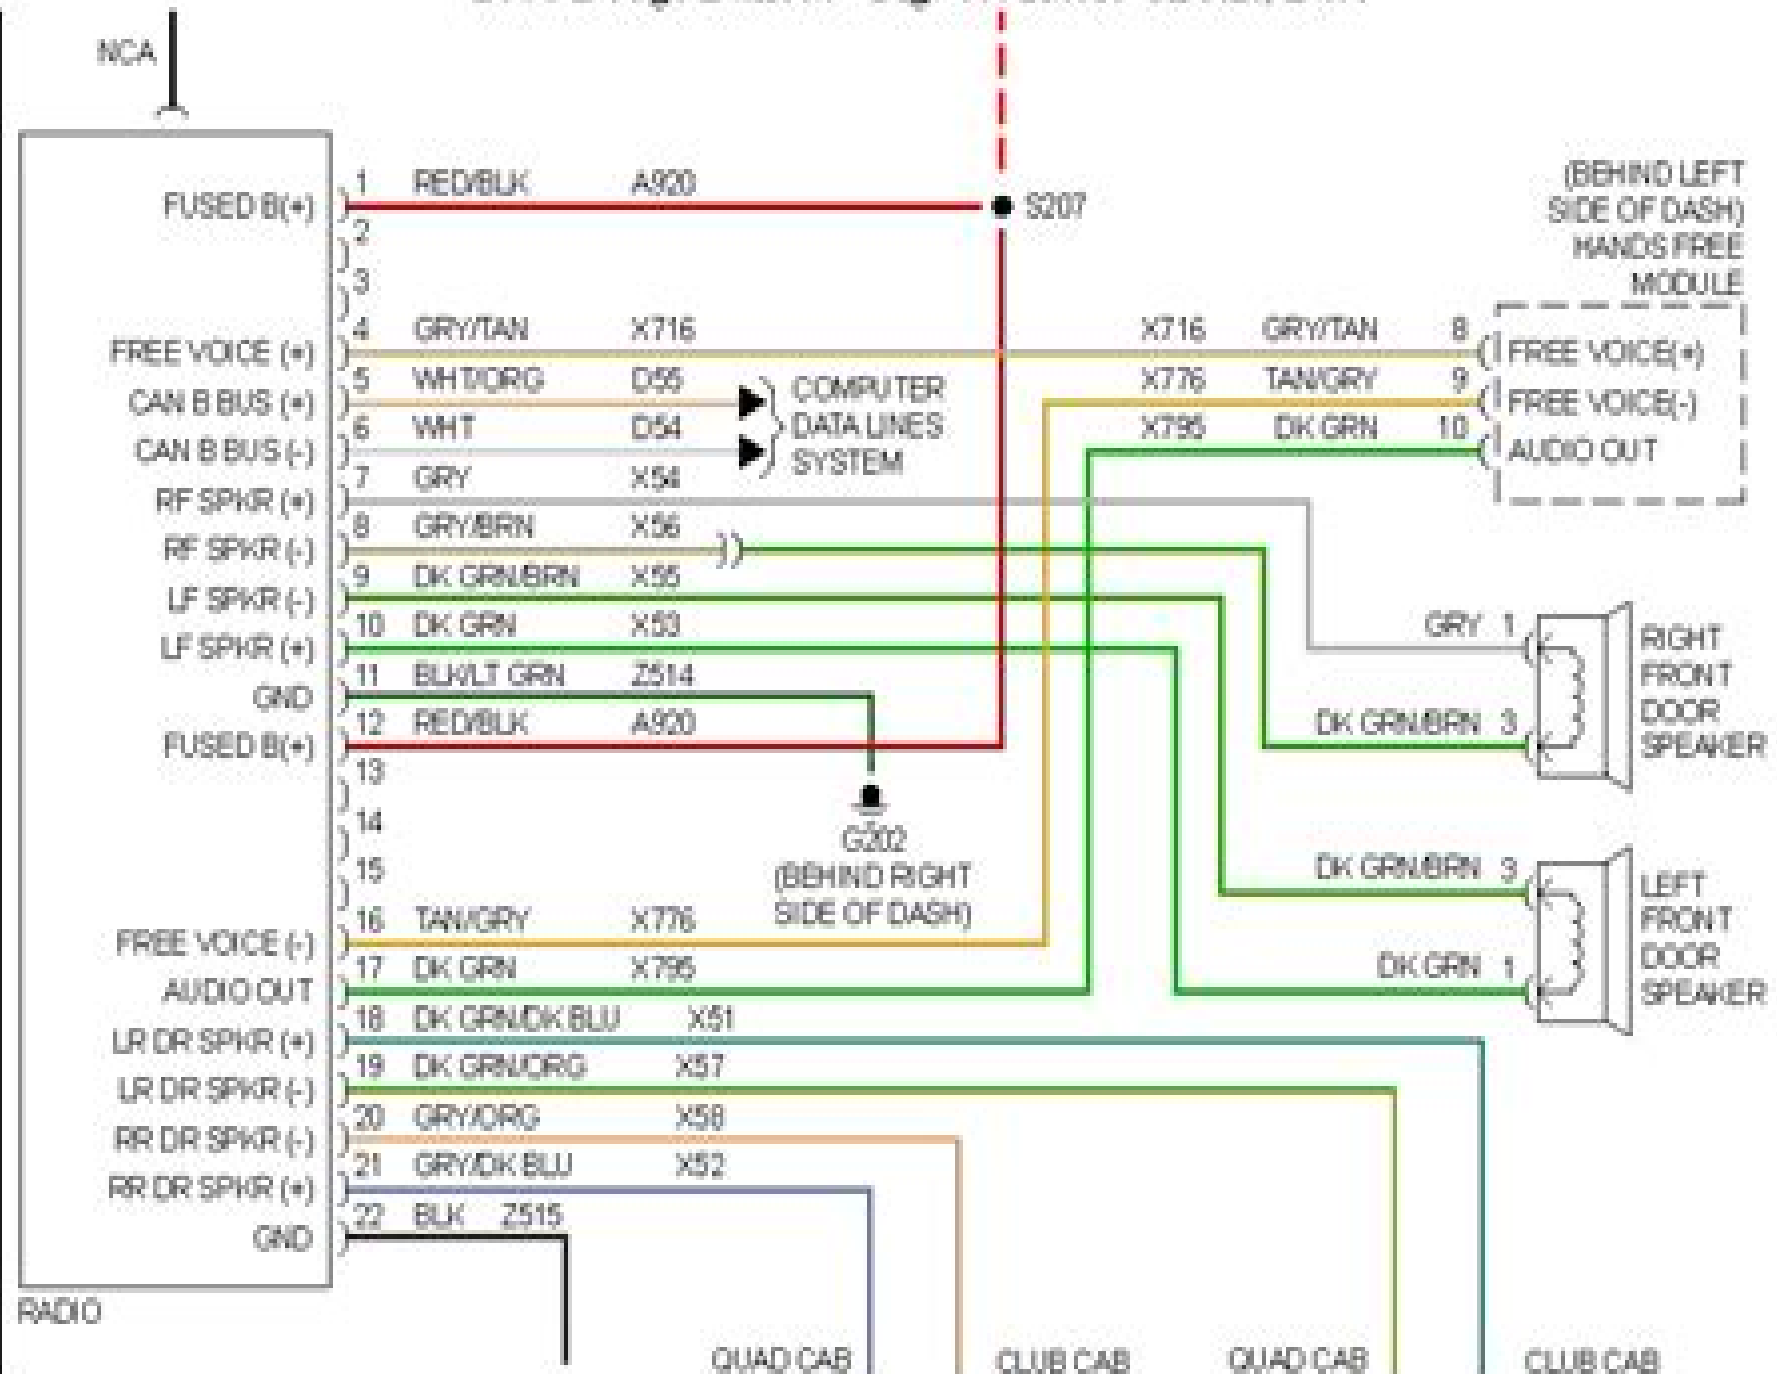 NCA
1 RED/BLK A920
FUSED B(+)
S207
2
3
(BEHIND LEFT
SIDE OF DASH)
HANDS FREE
MODULE
4 GRY/TAN X716 X716 GRY/TAN 8
FREE VOICE (+) FREE VOICE(+)
5 WHT/ORG D55 X776 TAN/GRY 9
CAN B BUS (+) FREE VOICE(-)
6 WHT D54 X795 DK GRN 10
CAN B BUS (-) AUDIO OUT
COMPUTER
DATA LINES
SYSTEM
7 GRY X54
RF SPKR (+)
8 GRY/BRN X56
RF SPKR (-)
9 DK GRN/BRN X55
LF SPKR (-)
10 DK GRN X53
LF SPKR (+)
11 BLK/LT GRN Z514
GND
12 RED/BLK A920
FUSED B(+)
13
14
15
GRY 1
DK GRN/BRN 3
RIGHT
FRONT
DOOR
SPEAKER
G202
(BEHIND RIGHT
SIDE OF DASH)
DK GRN/BRN 3
DK GRN 1
LEFT
FRONT
DOOR
SPEAKER
16 TAN/GRY X776
FREE VOICE (-)
17 DK GRN X795
AUDIO OUT
18 DK GRN/DK BLU X51
LR DR SPKR (+)
19 DK GRN/ORG X57
LR DR SPKR (-)
20 GRY/ORG X58
RR DR SPKR (-)
21 GRY/DK BLU X52
RR DR SPKR (+)
22 BLK Z515
GND
RADIO
QUAD CAB CLUB CAB QUAD CAB CLUB CAB